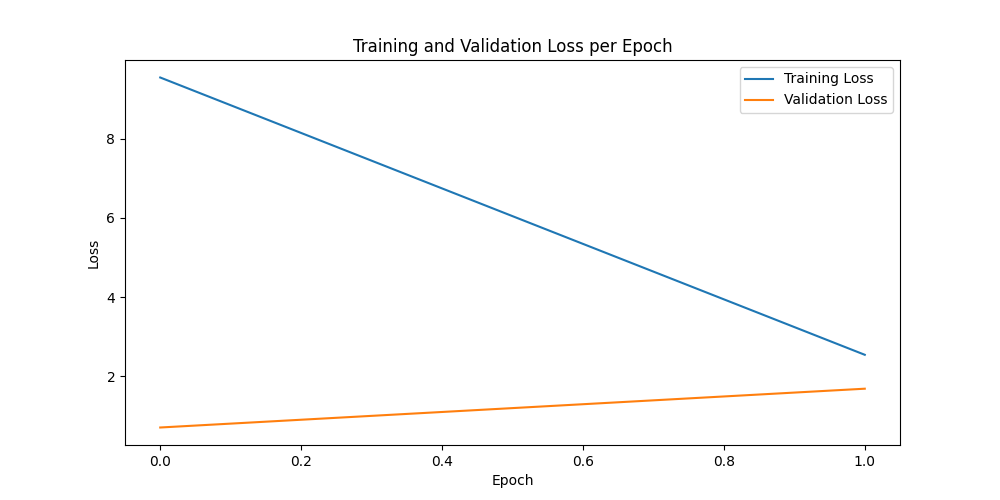 Training and Validation Loss per Epoch
Training Loss
Validation Loss
8
6
4
2
Loss
0.0 0.2 0.4 0.6 0.8 1.0
Epoch